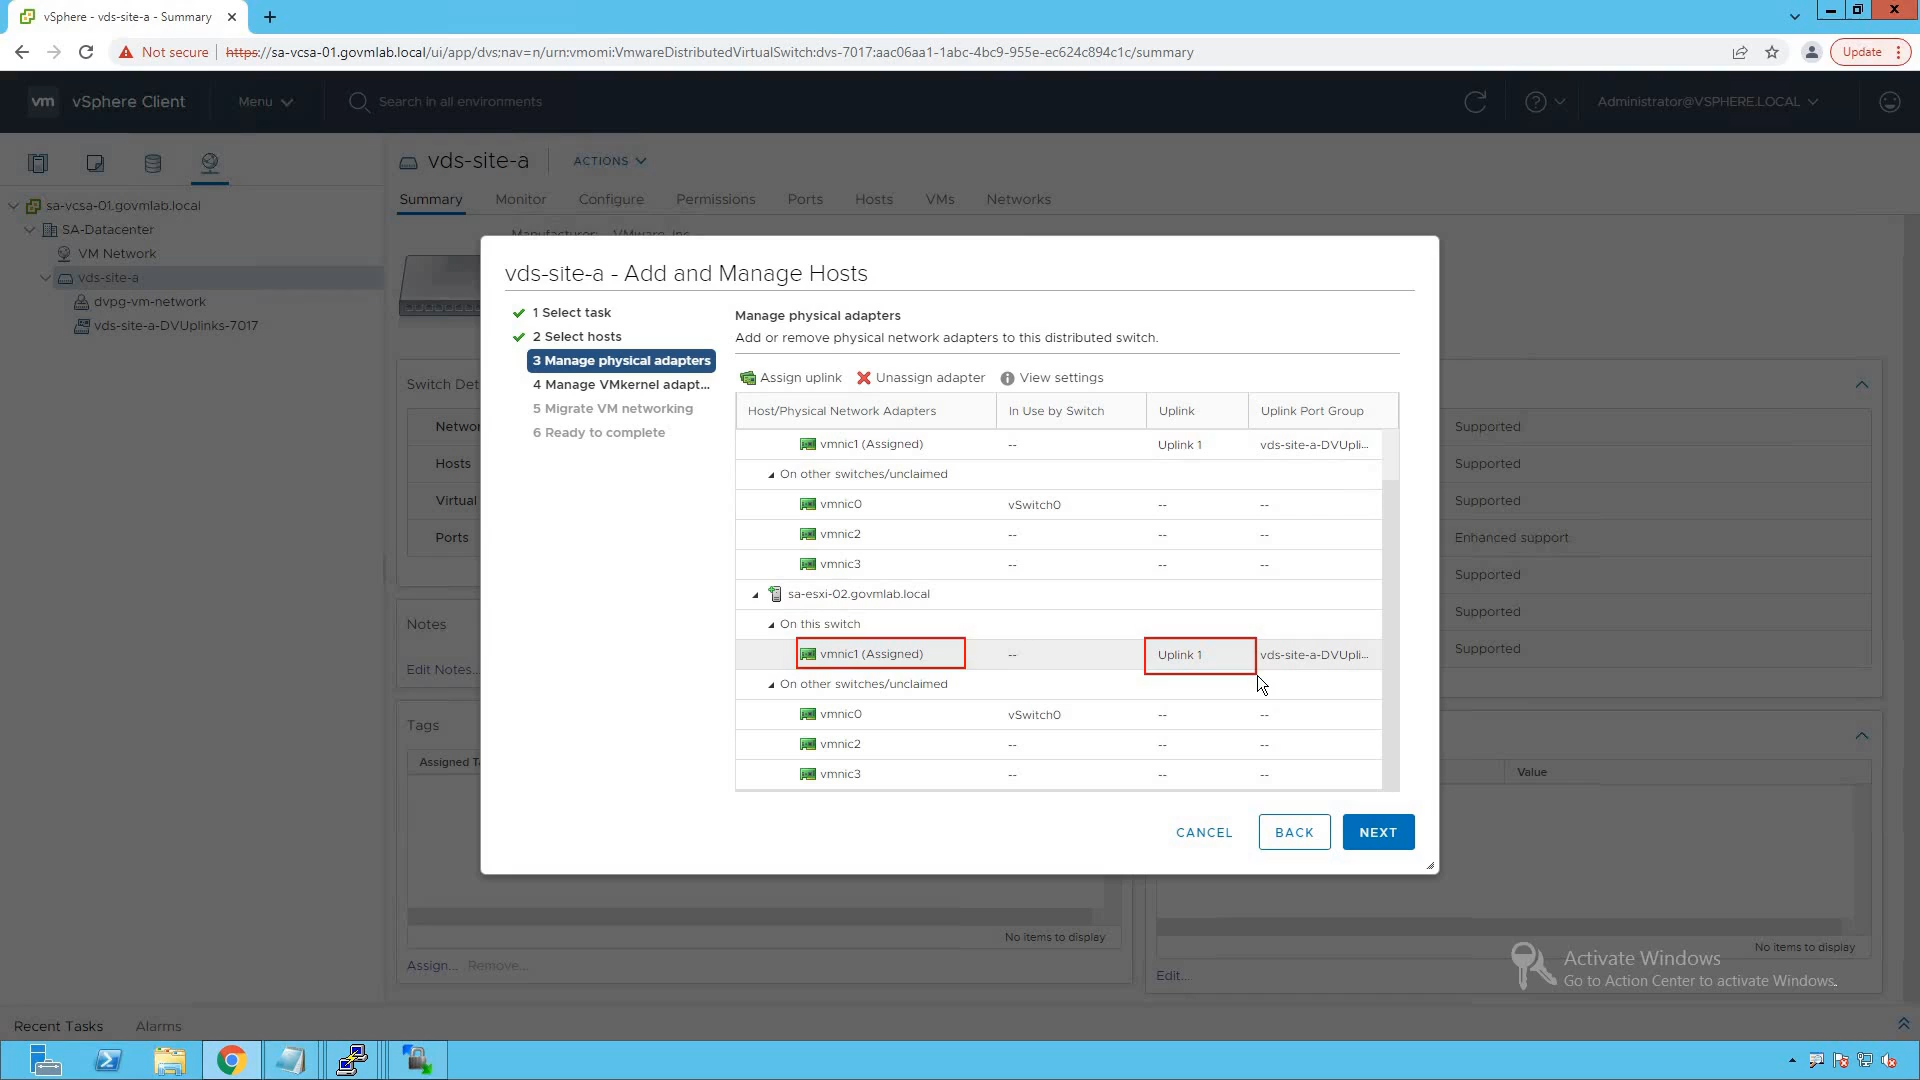 vSphere - vds-site-a - Summary
Not secure https://sa-vcsa-01.govmlab.local/ui/app/dvs;nav=n/urn:vmomi:VmwareDistributedVirtualSwitch:dvs-7017:aac06aa1-1abc-4bc9-955e-ec624c894c1c/summary Update
vm vSphere Client Menu Search in all environments Administrator@VSPHERE.LOCAL
vds-site-a ACTIONS
Summary Monitor Configure Permissions Ports Hosts VMs Networks
sa-vcsa-01.govmlab.local
SA-Datacenter
VM Network
vds-site-a
dvpg-vm-network
vds-site-a-DVUplinks-7017
Manufacturer: VMware, Inc.
Switch Det
Networ
Hosts
Virtual
Ports
Notes
Edit Notes...
Tags
Assigned T
No items to display
Assign... Remove...
vds-site-a - Add and Manage Hosts
1 Select task
2 Select hosts
3 Manage physical adapters
4 Manage VMkernel adapt...
5 Migrate VM networking
6 Ready to complete
Manage physical adapters
Add or remove physical network adapters to this distributed switch.
Assign uplink Unassign adapter View settings
Host/Physical Network Adapters In Use by Switch Uplink Uplink Port Group
vmnic1 (Assigned) -- Uplink 1 vds-site-a-DVUpli...
On other switches/unclaimed
vmnic0 vSwitch0 -- --
vmnic2 -- -- --
vmnic3 -- -- --
sa-esxi-02.govmlab.local
On this switch
vmnic1 (Assigned) -- Uplink 1 vds-site-a-DVUpli...
On other switches/unclaimed
vmnic0 vSwitch0 -- --
vmnic2 -- -- --
vmnic3 -- -- --
CANCEL BACK NEXT
Supported
Supported
Supported
Enhanced support
Supported
Supported
Supported
Value
No items to display
Edit...
Activate Windows
Go to Action Center to activate Windows.
Recent Tasks Alarms